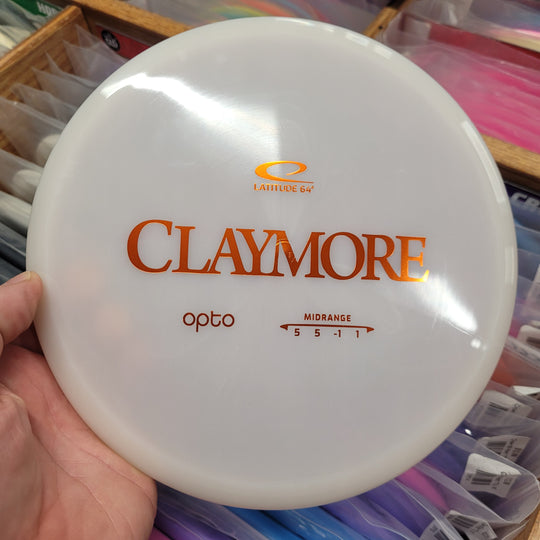 LATITUDE 64°
CLAYMORE
opto
MIDRANGE
5 5 -1 1